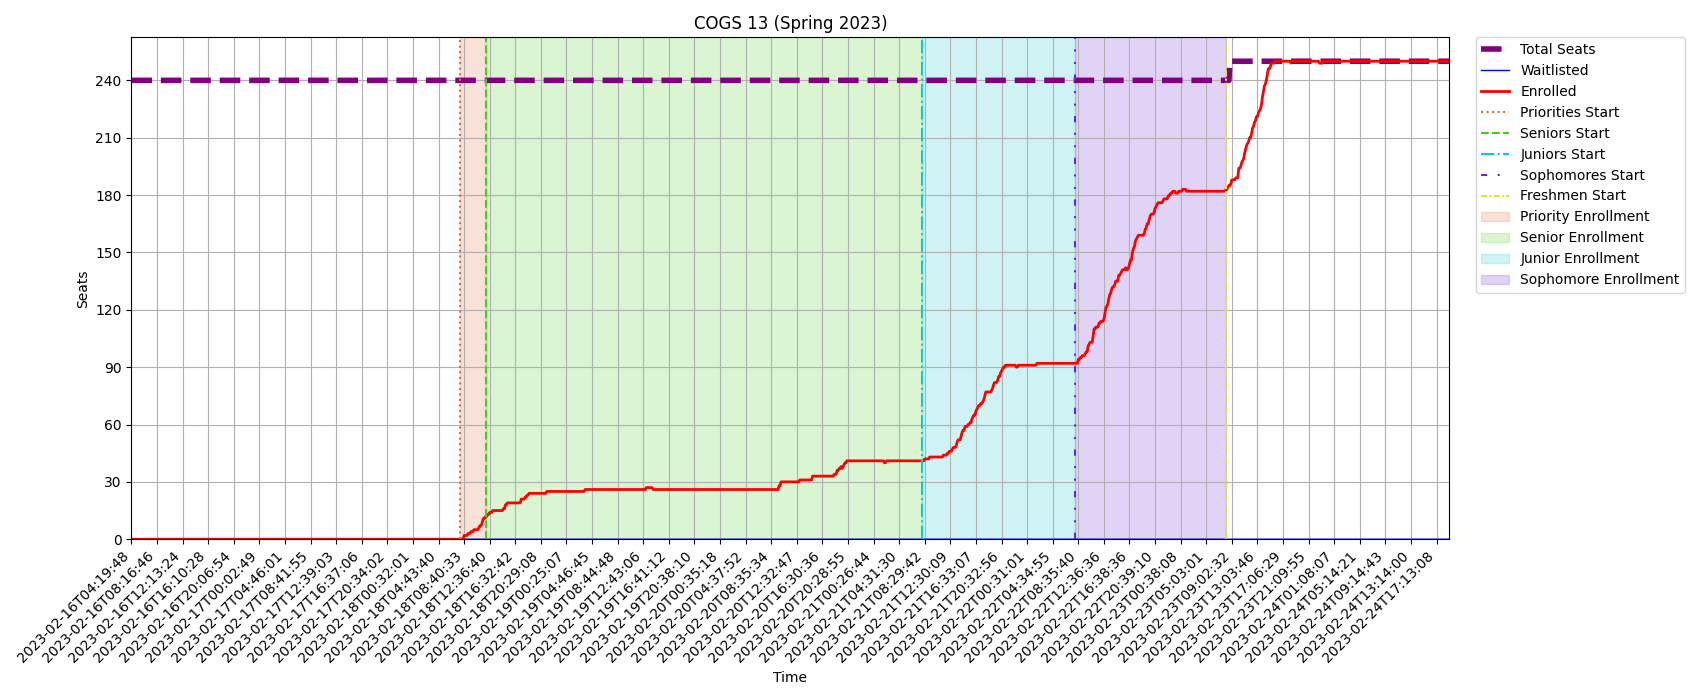 COGS 13 (Spring 2023)
Seats
240
210
180
150
120
90
60
30
0
2023-02-16T04:19:48
2023-02-16T08:16:46
2023-02-16T12:13:24
2023-02-16T16:10:28
2023-02-16T20:06:54
2023-02-17T00:02:49
2023-02-17T04:46:01
2023-02-17T08:41:55
2023-02-17T12:39:03
2023-02-17T16:37:06
2023-02-17T20:34:02
2023-02-18T00:32:01
2023-02-18T04:43:40
2023-02-18T08:40:33
2023-02-18T12:36:40
2023-02-18T16:32:42
2023-02-18T20:29:08
2023-02-19T00:25:07
2023-02-19T04:46:45
2023-02-19T08:44:48
2023-02-19T12:43:06
2023-02-19T16:41:12
2023-02-19T20:38:10
2023-02-20T00:35:18
2023-02-20T04:37:52
2023-02-20T08:35:34
2023-02-20T12:32:47
2023-02-20T16:30:36
2023-02-20T20:28:55
2023-02-21T00:26:44
2023-02-21T04:31:30
2023-02-21T08:29:42
2023-02-21T12:30:09
2023-02-21T16:33:07
2023-02-21T20:32:56
2023-02-22T00:31:01
2023-02-22T04:34:55
2023-02-22T08:35:40
2023-02-22T12:36:36
2023-02-22T16:38:36
2023-02-22T20:39:10
2023-02-23T00:38:08
2023-02-23T05:03:01
2023-02-23T09:02:32
2023-02-23T13:03:46
2023-02-23T17:06:29
2023-02-23T21:09:55
2023-02-24T01:08:07
2023-02-24T05:14:21
2023-02-24T09:14:43
2023-02-24T13:14:00
2023-02-24T17:13:08
Time
Total Seats
Waitlisted
Enrolled
Priorities Start
Seniors Start
Juniors Start
Sophomores Start
Freshmen Start
Priority Enrollment
Senior Enrollment
Junior Enrollment
Sophomore Enrollment